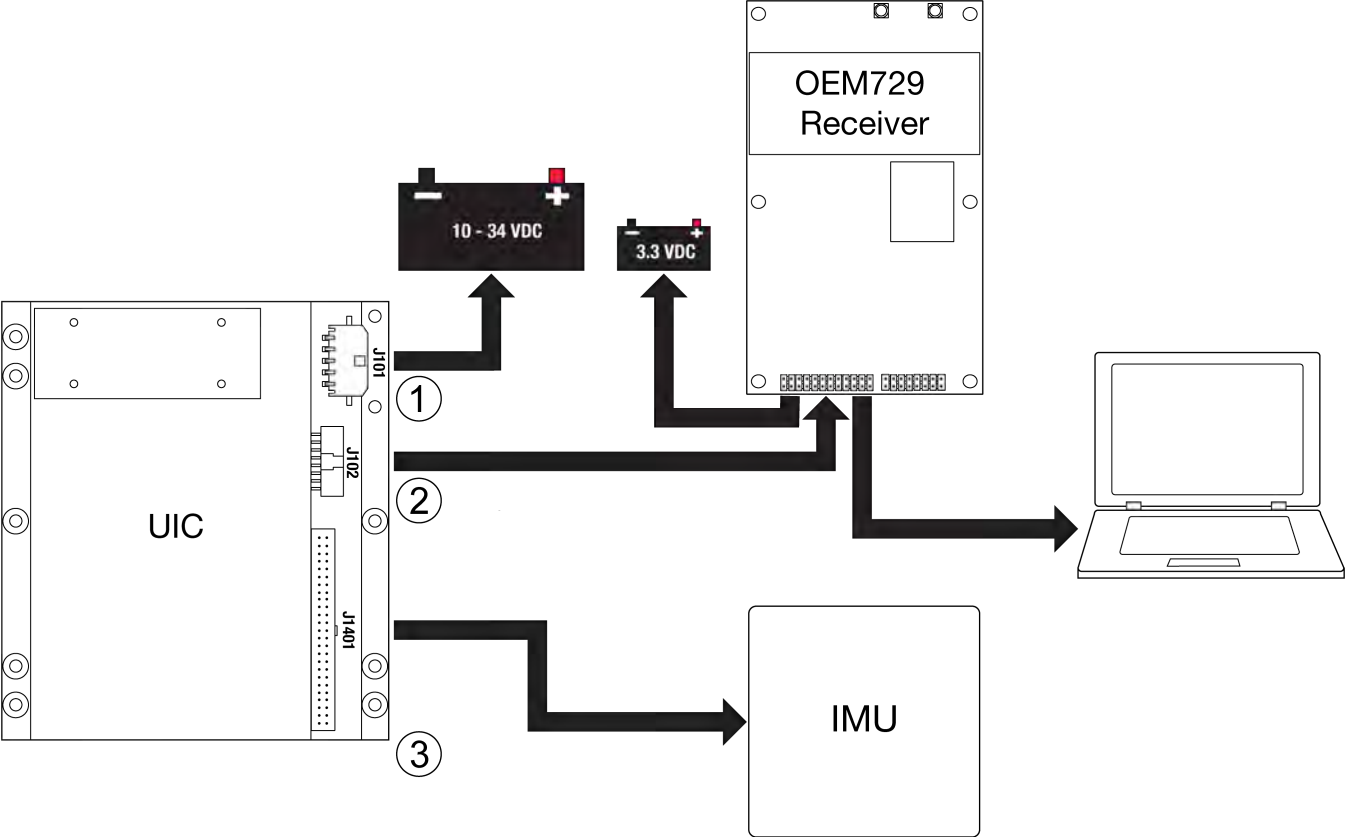 OEM729
Receiver
10 - 34 VDC
3.3 VDC
J101
1
J102
2
UIC
J1401
IMU
3